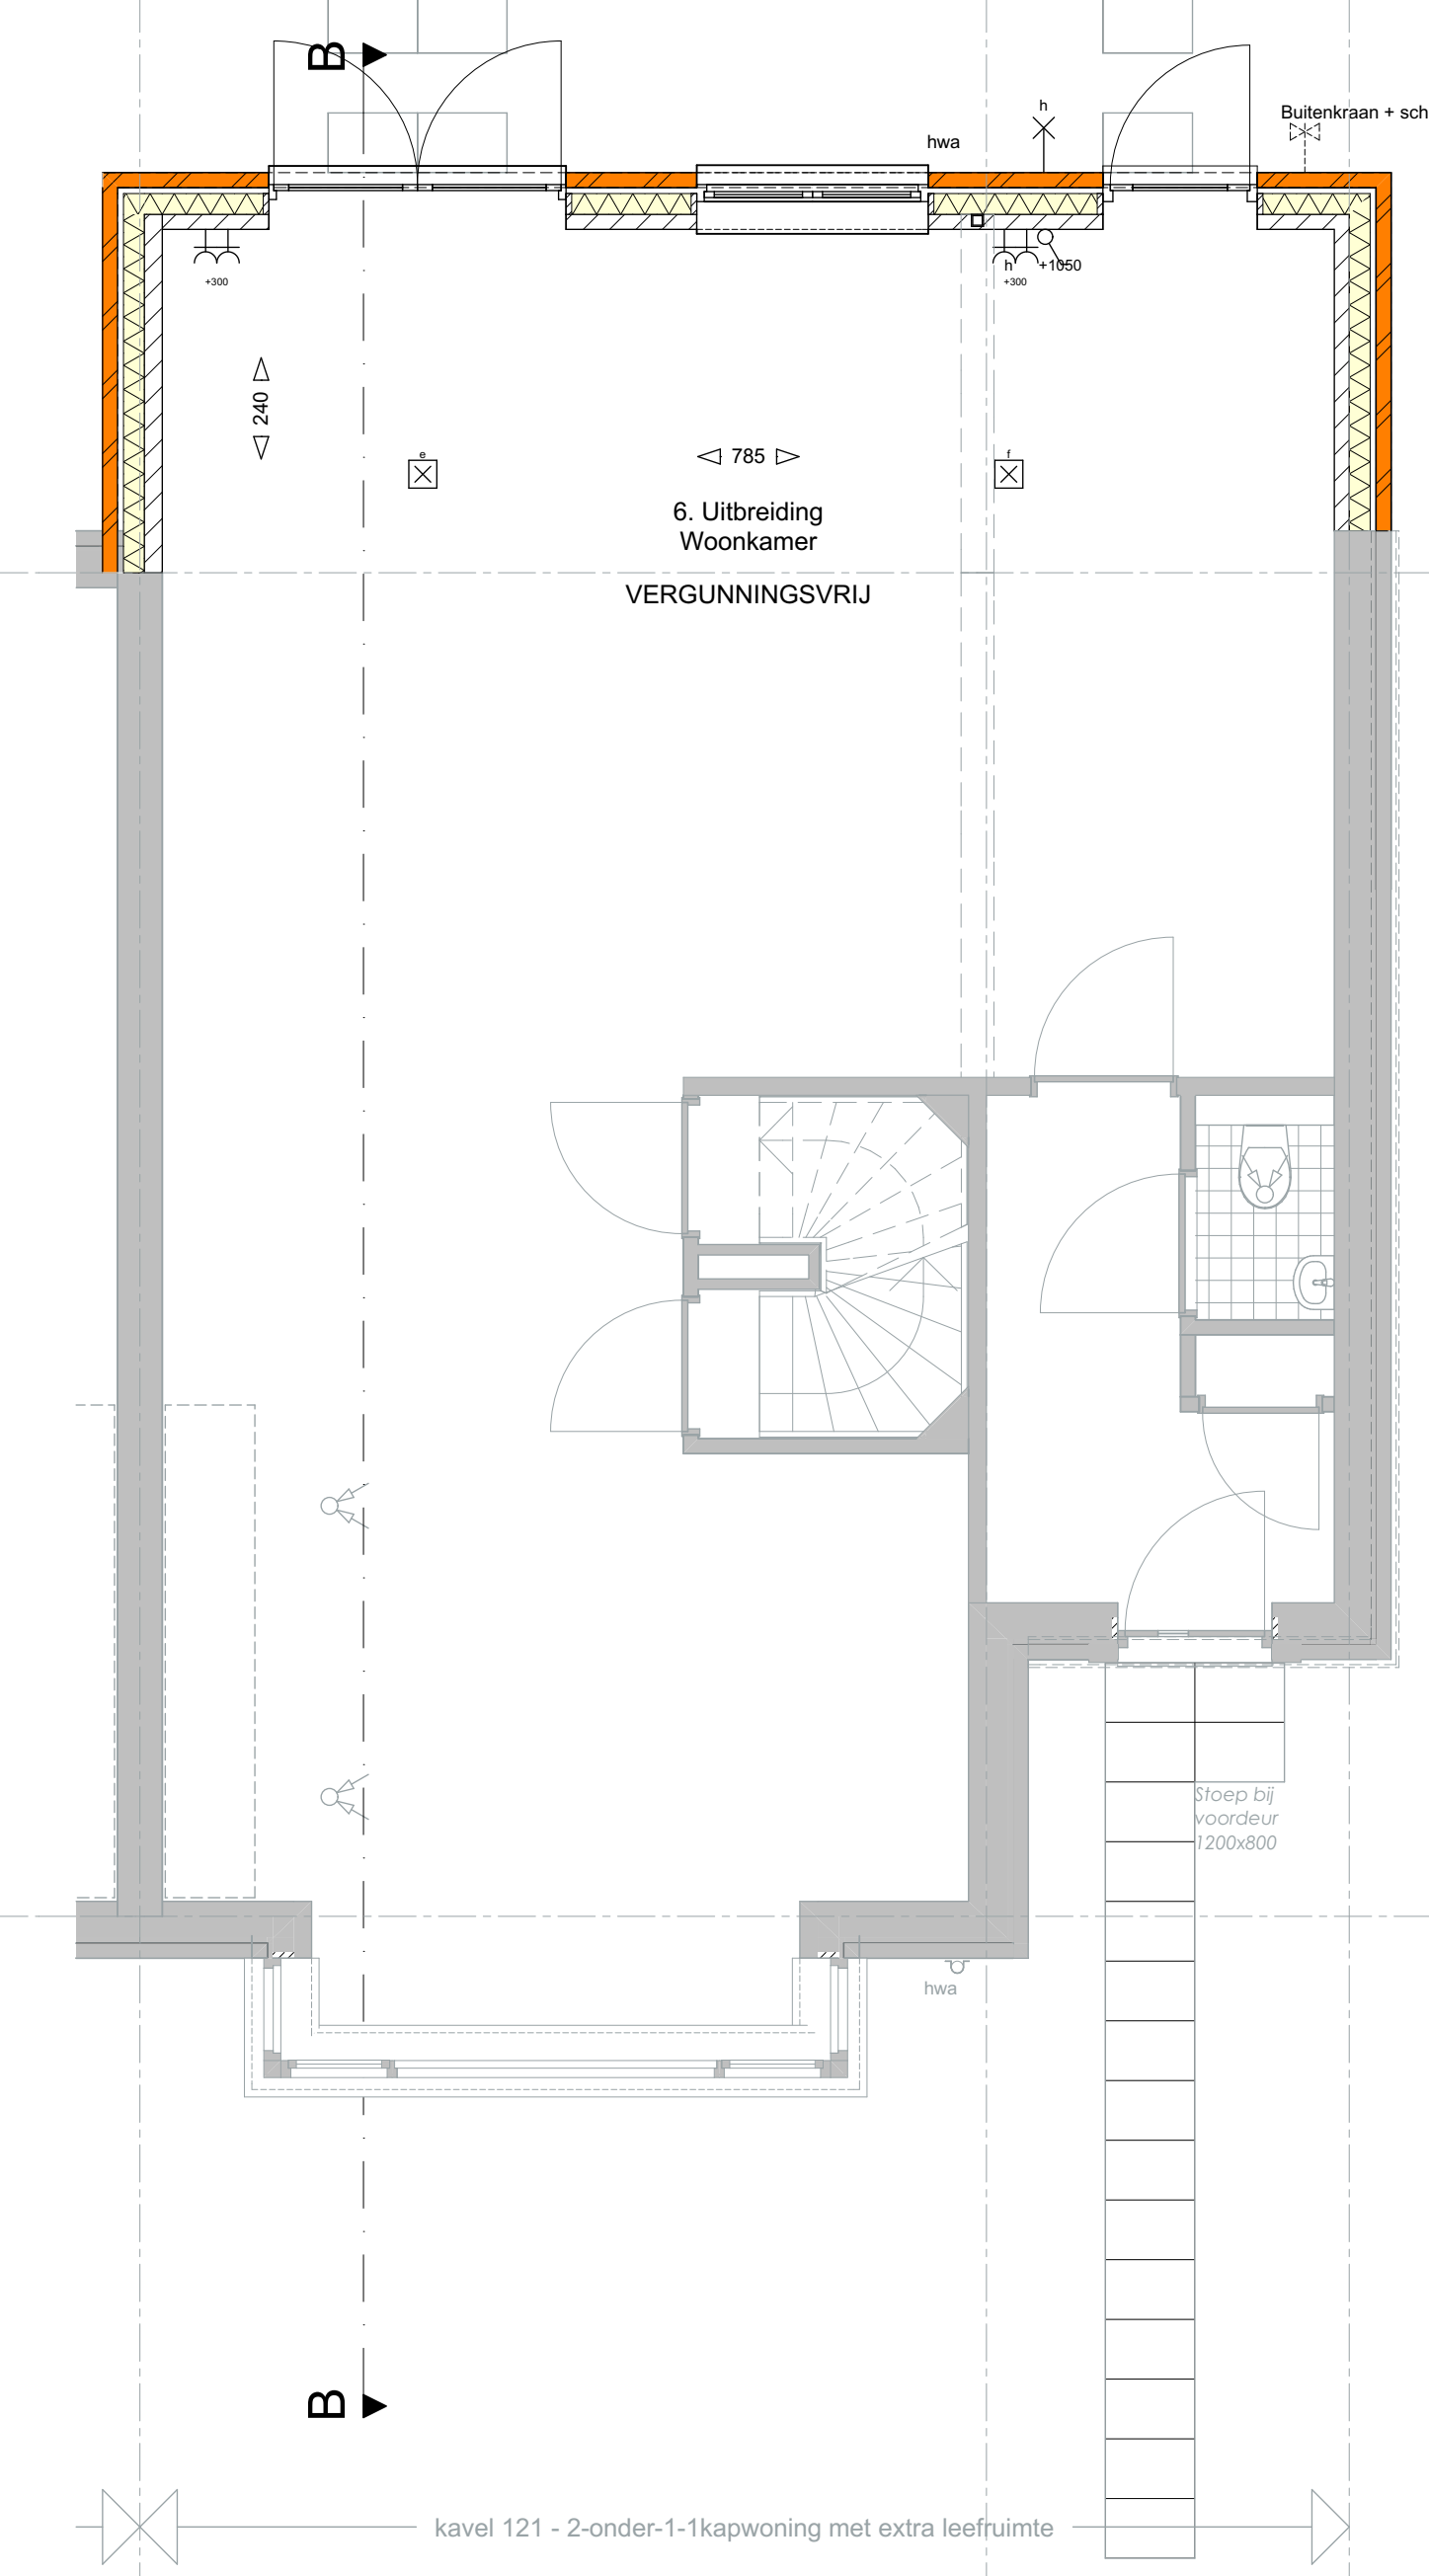 B
h
Buitenkraan + sch
hwa
h
+1050
+300
+300
240
785
e
f
6. Uitbreiding
Woonkamer
VERGUNNINGSVRIJ
Stoep bij
voordeur
1200x800
hwa
B
kavel 121 - 2-onder-1-1kapwoning met extra leefruimte